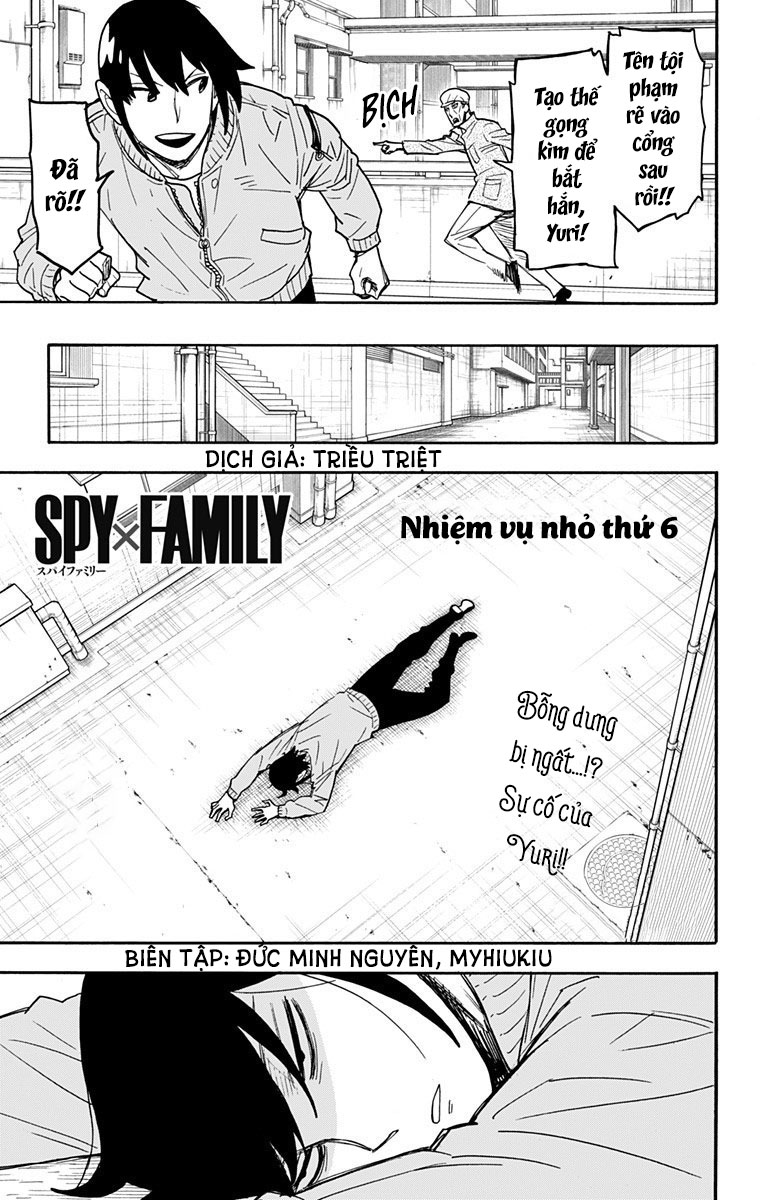 Tên tội
phạm rẽ vào
cổng sau
rồi!!
Tạo thế
gọng
kìm để
bắt
hắn,
Yuri!
BỊCH
Đã
rõ!!
DỊCH GIẢ: TRIỀU TRIỆT
SPY×FAMILY
スパイファミリー
Nhiệm vụ nhỏ thứ 6
Bỗng dưng
bị ngất...!?
Sự cố của
Yuri!!
BIÊN TẬP: ĐỨC MINH NGUYÊN, MYHIUKIU